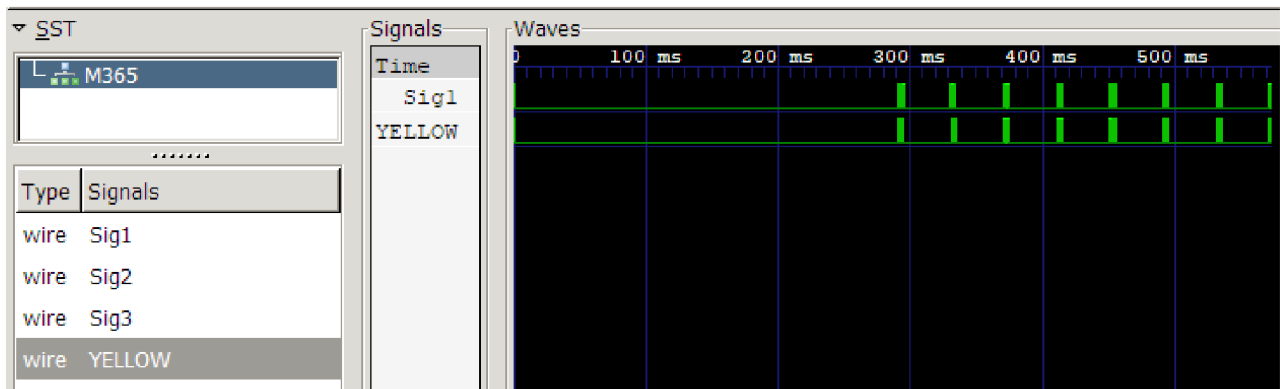 SST
M365
Type Signals
wire Sig1
wire Sig2
wire Sig3
wire YELLOW
Signals
Time
Sig1
YELLOW
Waves
0 100 ms 200 ms 300 ms 400 ms 500 ms